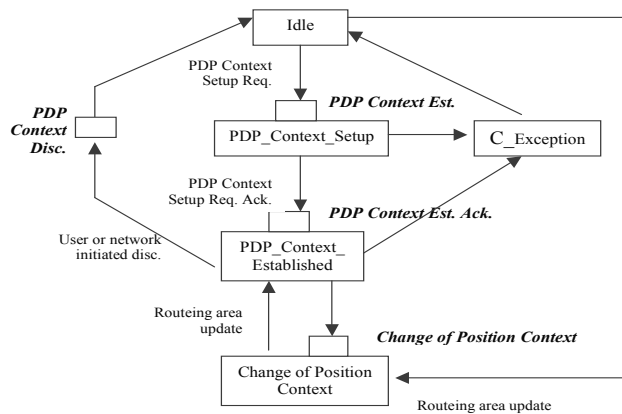 Idle
PDP Context
Setup Req.
PDP Context Est.
PDP
Context
Disc.
PDP_Context_Setup
C_Exception
PDP Context
Setup Req. Ack.
PDP Context Est. Ack.
User or network
initiated disc.
PDP_Context_
Established
Routeing area
update
Change of Position Context
Change of Position
Context
Routeing area update